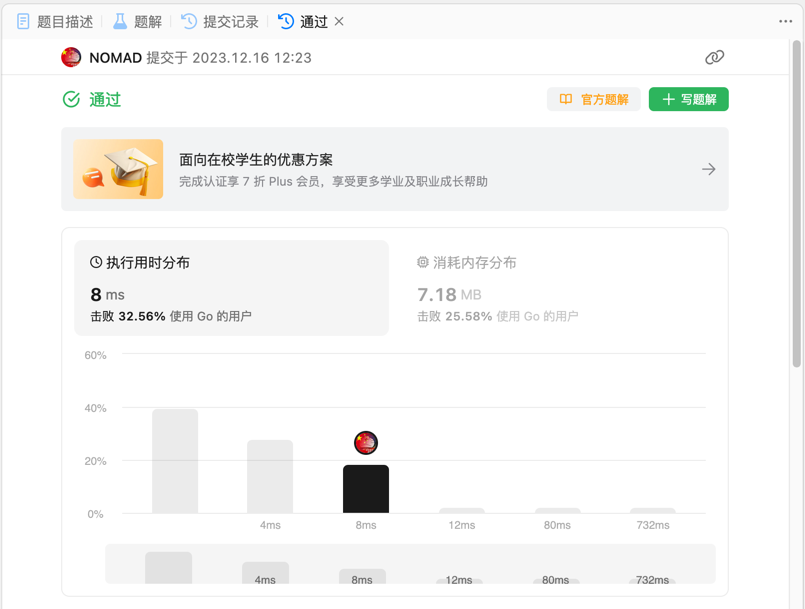 题目描述 题解 提交记录 通过
NOMAD 提交于 2023.12.16 12:23
通过 官方题解 写题解
面向在校学生的优惠方案
完成认证享 7 折 Plus 会员，享受更多学业及职业成长帮助
执行用时分布 消耗内存分布
8 ms 7.18 MB
击败 32.56% 使用 Go 的用户 击败 25.58% 使用 Go 的用户
60%
40%
20%
0%
4ms 8ms 12ms 80ms 732ms
4ms 8ms 12ms 80ms 732ms